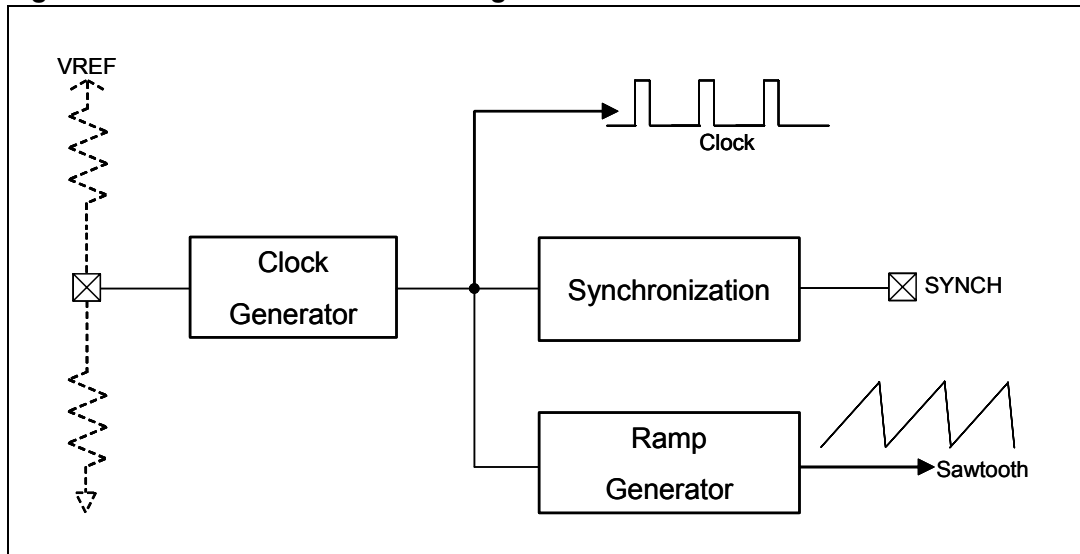 VREF
Clock
Clock
Generator
Synchronization
SYNCH
Ramp
Generator
Sawtooth